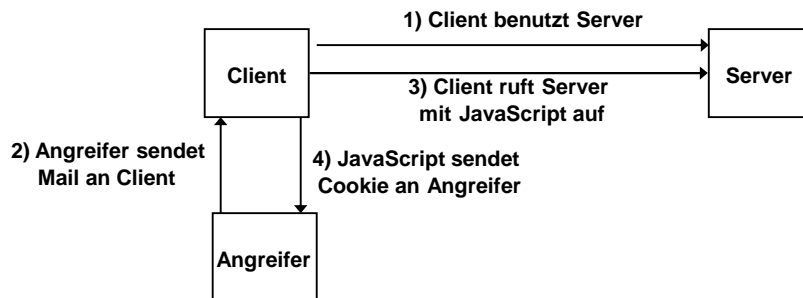 1) Client benutzt Server
Client
Server
3) Client ruft Server
mit JavaScript auf
2) Angreifer sendet
Mail an Client
4) JavaScript sendet
Cookie an Angreifer
Angreifer